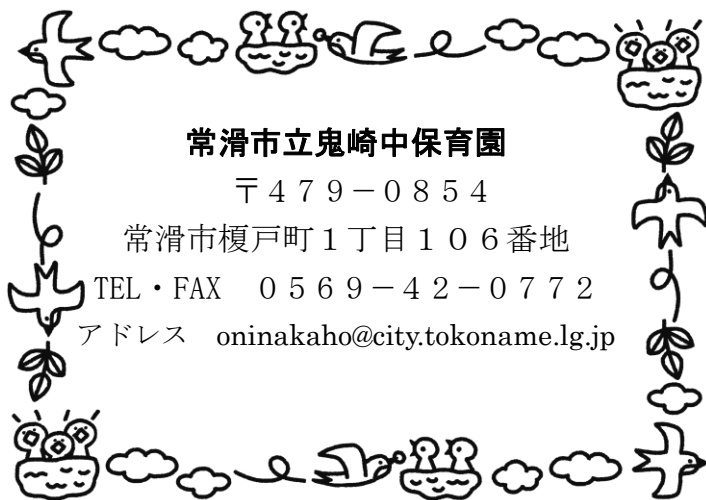 常滑市立鬼崎中保育園
〒４７９－０８５４
常滑市榎戸町１丁目１０６番地
TEL・FAX　０５６９－４２－０７７２
アドレス　oninakaho@city.tokoname.lg.jp